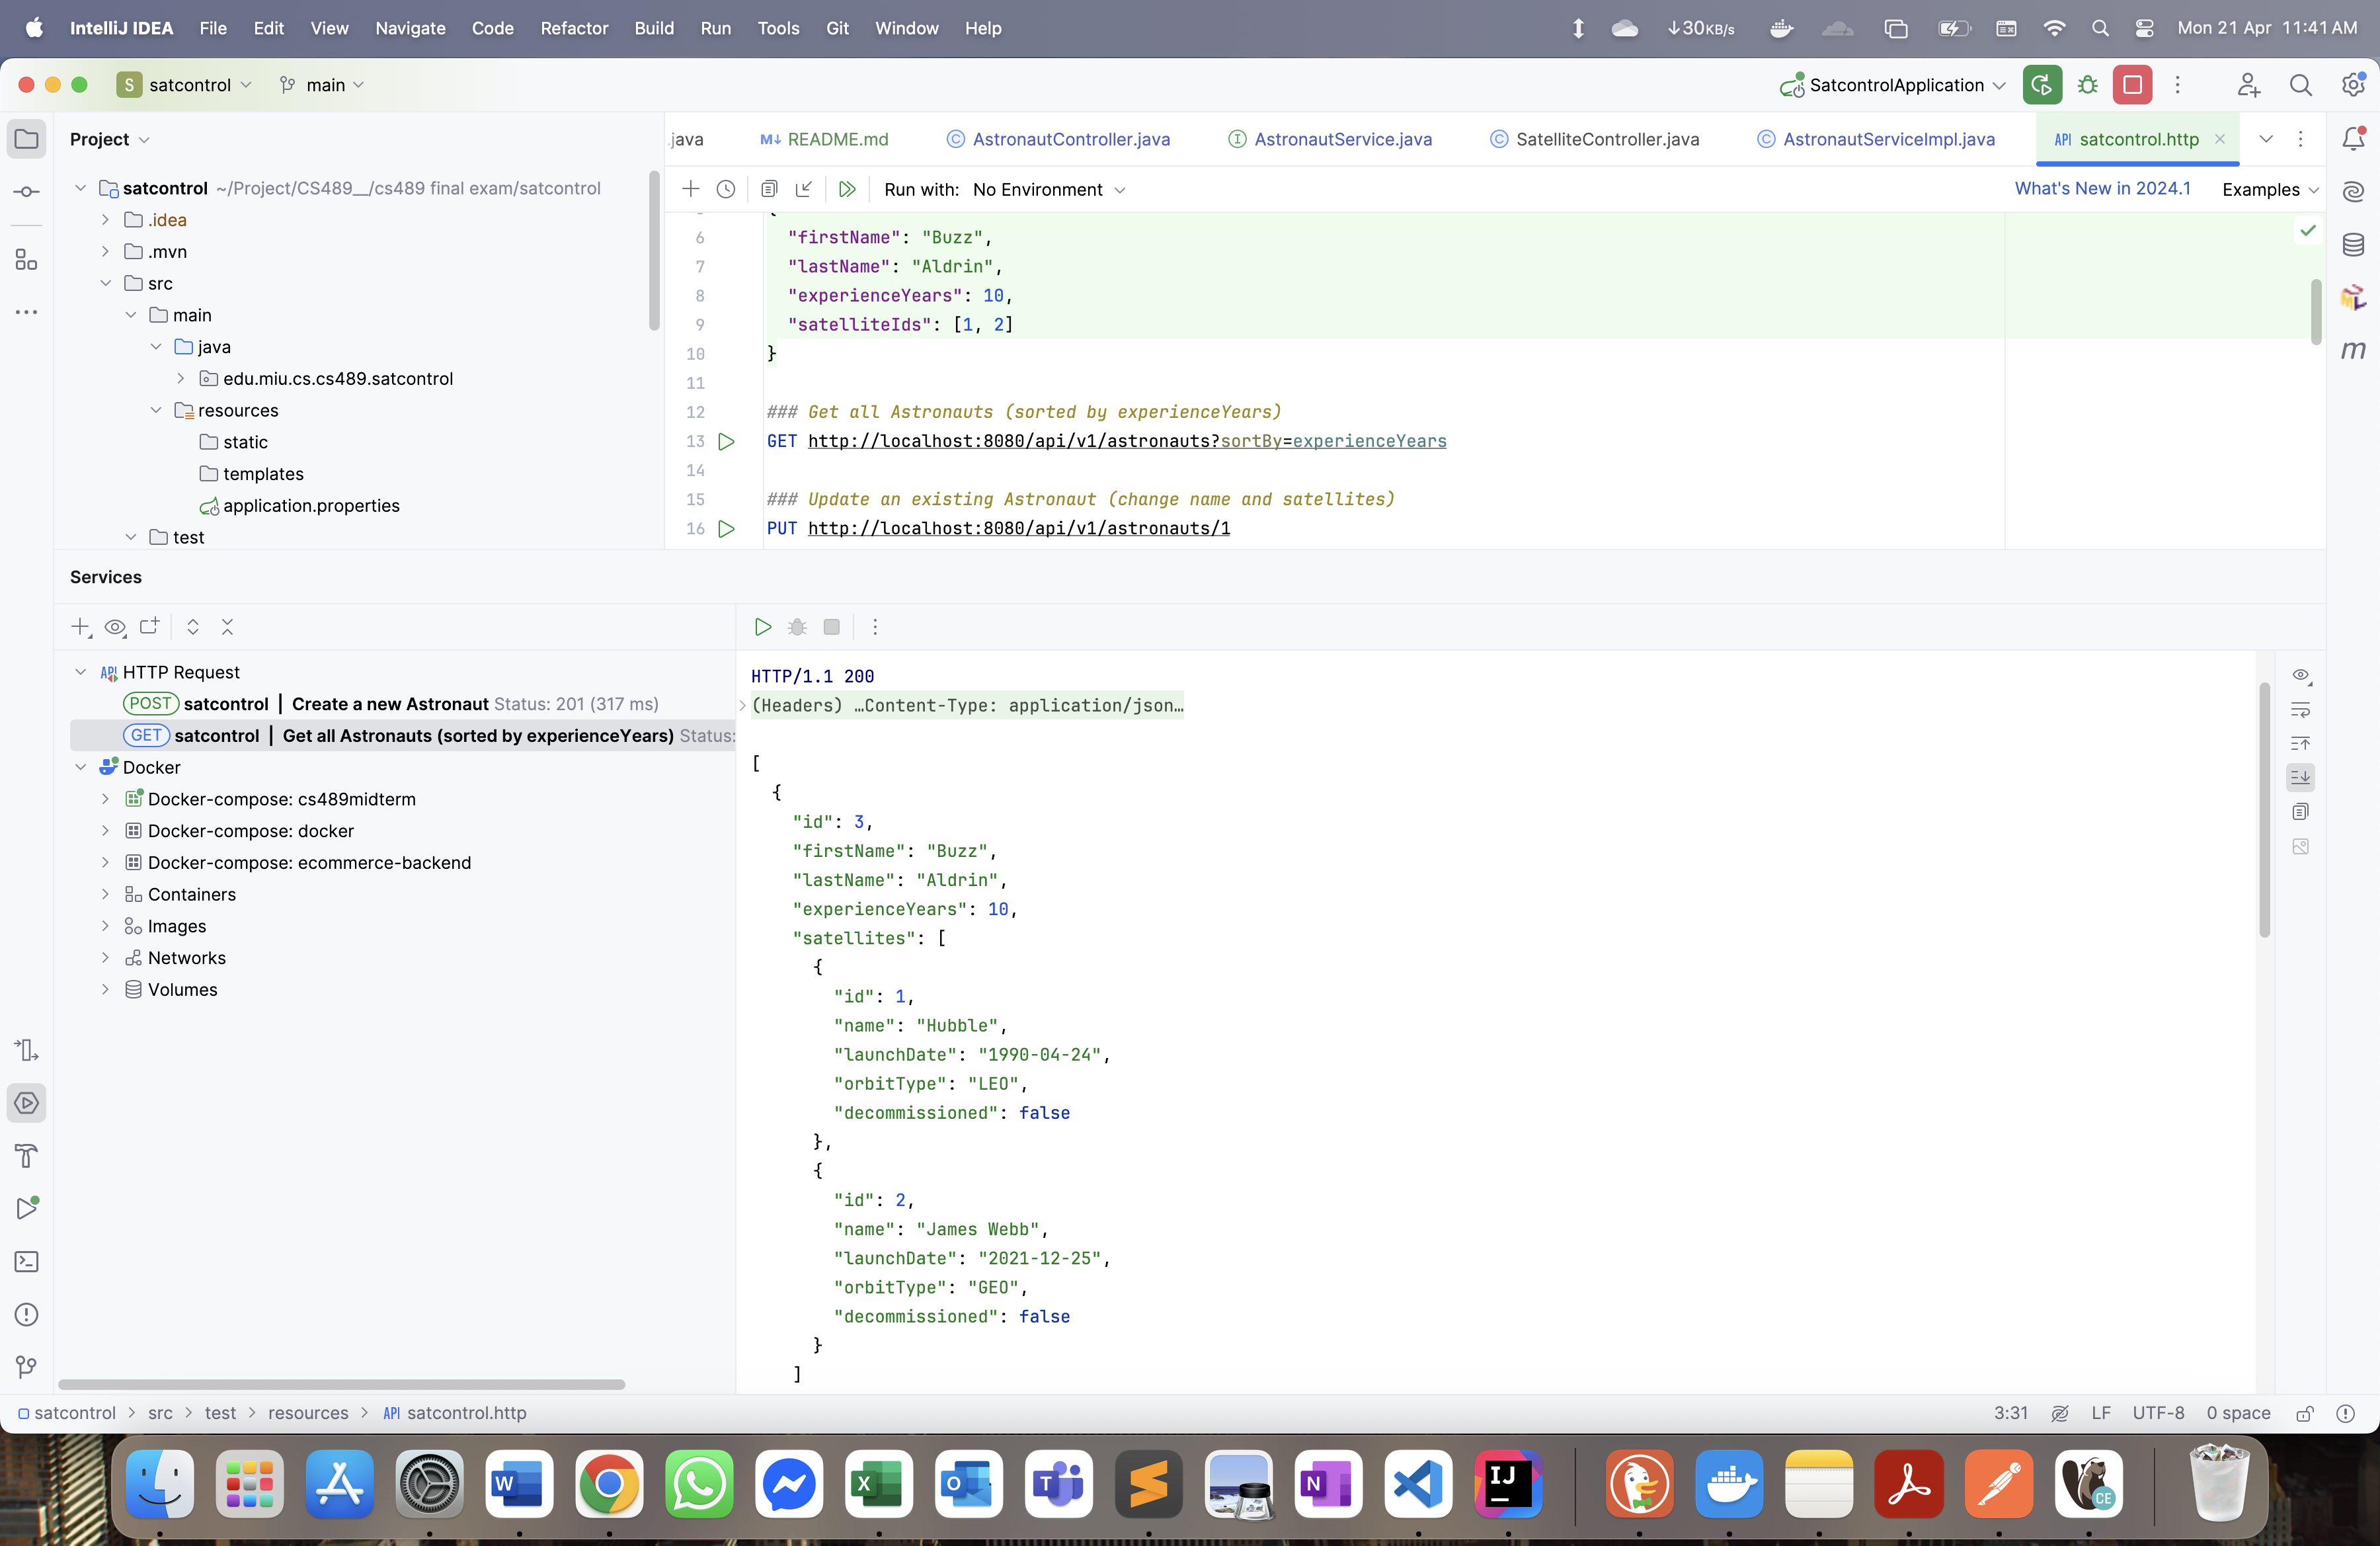 IntelliJ IDEA File Edit View Navigate Code Refactor Build Run Tools Git Window Help ↓30KB/s Mon 21 Apr 11:41 AM
S satcontrol main SatcontrolApplication
Project
.java README.md AstronautController.java AstronautService.java SatelliteController.java AstronautServiceImpl.java API satcontrol.http
Run with: No Environment What's New in 2024.1 Examples
satcontrol ~/Project/CS489__/cs489 final exam/satcontrol
.idea
.mvn
src
main
java
edu.miu.cs.cs489.satcontrol
resources
static
templates
application.properties
test
{
6 "firstName": "Buzz",
7 "lastName": "Aldrin",
8 "experienceYears": 10,
9 "satelliteIds": [1, 2]
10 }
11
12 ### Get all Astronauts (sorted by experienceYears)
13 GET http://localhost:8080/api/v1/astronauts?sortBy=experienceYears
14
15 ### Update an existing Astronaut (change name and satellites)
16 PUT http://localhost:8080/api/v1/astronauts/1
Services
API HTTP Request
POST satcontrol | Create a new Astronaut Status: 201 (317 ms)
GET satcontrol | Get all Astronauts (sorted by experienceYears) Status:
Docker
Docker-compose: cs489midterm
Docker-compose: docker
Docker-compose: ecommerce-backend
Containers
Images
Networks
Volumes
HTTP/1.1 200
(Headers) …Content-Type: application/json…
[
{
"id": 3,
"firstName": "Buzz",
"lastName": "Aldrin",
"experienceYears": 10,
"satellites": [
{
"id": 1,
"name": "Hubble",
"launchDate": "1990-04-24",
"orbitType": "LEO",
"decommissioned": false
},
{
"id": 2,
"name": "James Webb",
"launchDate": "2021-12-25",
"orbitType": "GEO",
"decommissioned": false
}
]
satcontrol > src > test > resources > API satcontrol.http 3:31 LF UTF-8 0 space
W X O T N IJ CE